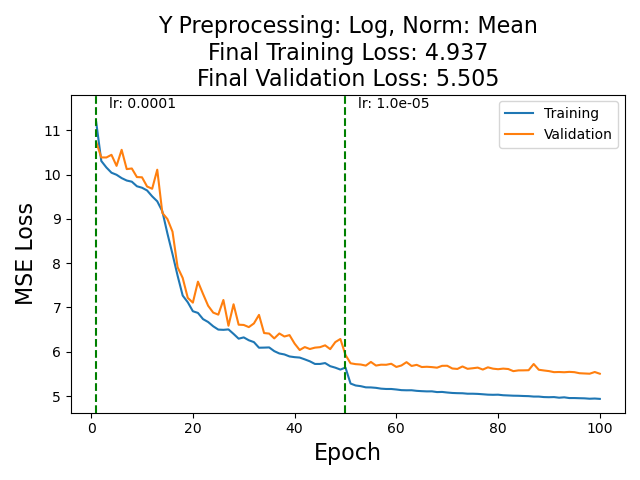 Y Preprocessing: Log, Norm: Mean
Final Training Loss: 4.937
Final Validation Loss: 5.505
lr: 0.0001
lr: 1.0e-05
Training
Validation
MSE Loss
11
10
9
8
7
6
5
0
20
40
60
80
100
Epoch